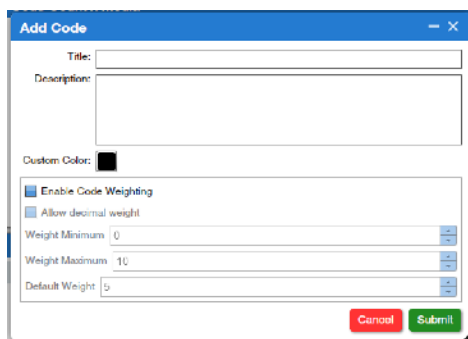 Add Code
Title:
Description:
Custom Color:
Enable Code Weighting
Allow decimal weight
Weight Minimum 0
Weight Maximum 10
Default Weight 5
Cancel Submit